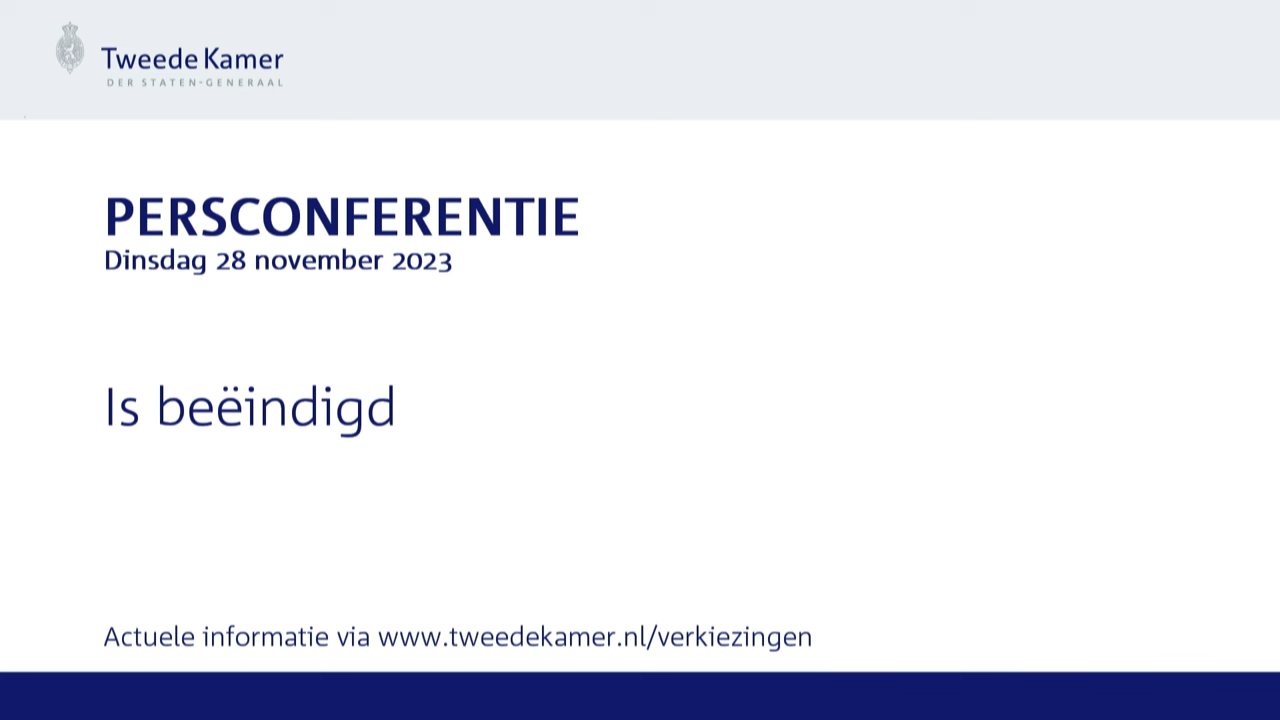 Tweede Kamer
DER STATEN-GENERAAL
PERSCONFERENTIE
Dinsdag 28 november 2023
Is beëindigd
Actuele informatie via www.tweedekamer.nl/verkiezingen